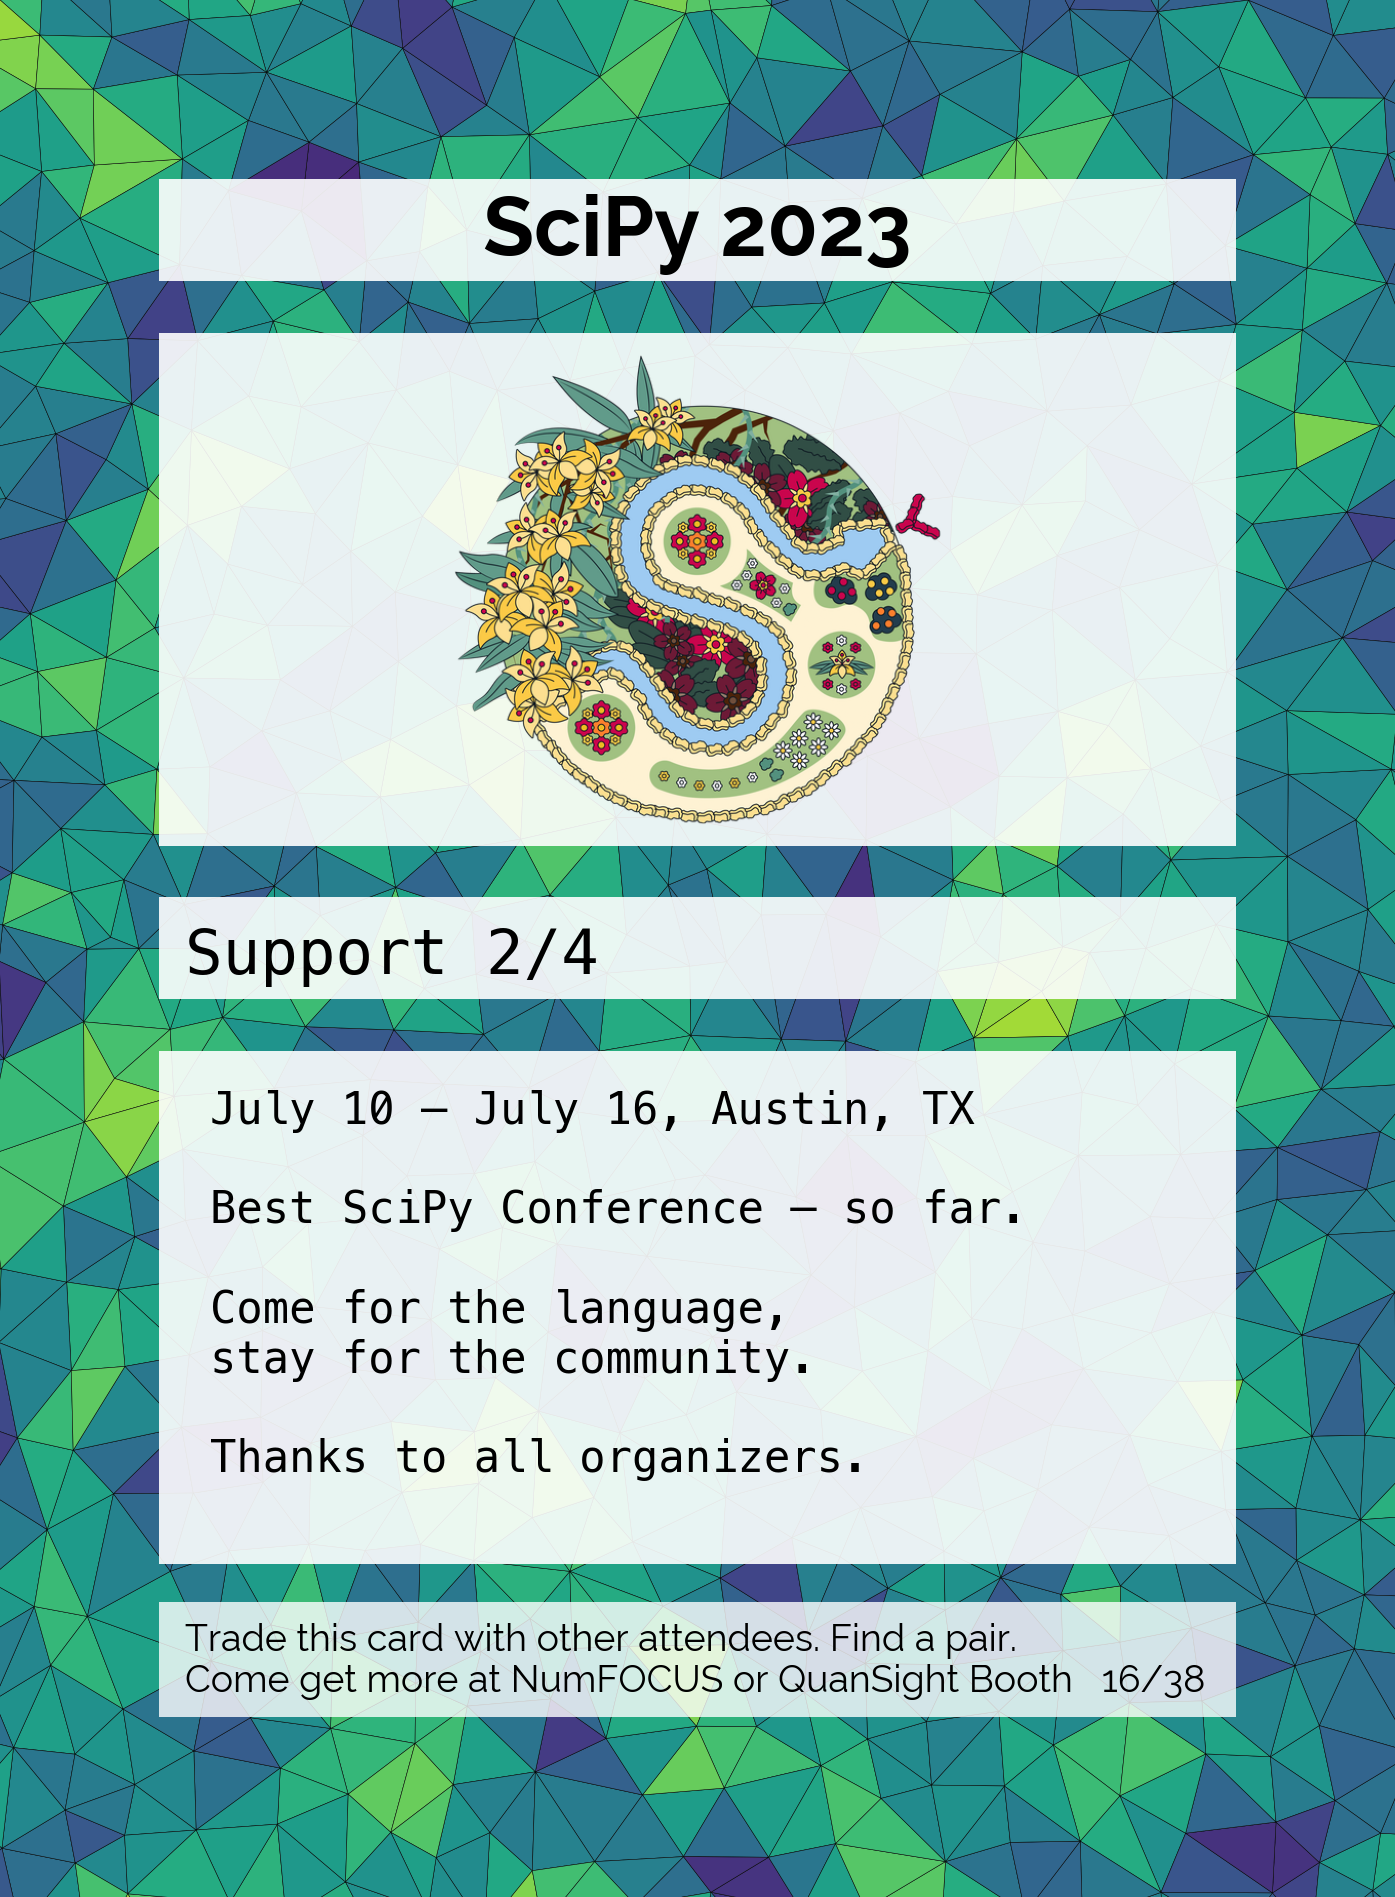 SciPy 2023
Support 2/4
July 10 – July 16, Austin, TX
Best SciPy Conference – so far.
Come for the language,
stay for the community.
Thanks to all organizers.
Trade this card with other attendees. Find a pair.
Come get more at NumFOCUS or QuanSight Booth 16/38